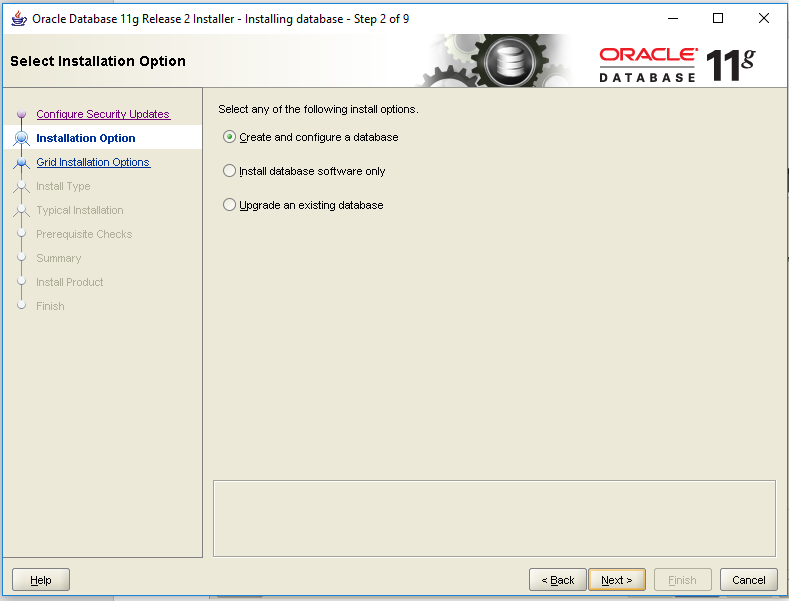 Oracle Database 11g Release 2 Installer - Installing database - Step 2 of 9
Select Installation Option
ORACLE
DATABASE
11g
Configure Security Updates
Installation Option
Grid Installation Options
Install Type
Typical Installation
Prerequisite Checks
Summary
Install Product
Finish
Select any of the following install options.
Create and configure a database
Install database software only
Upgrade an existing database
Help
< Back
Next >
Finish
Cancel